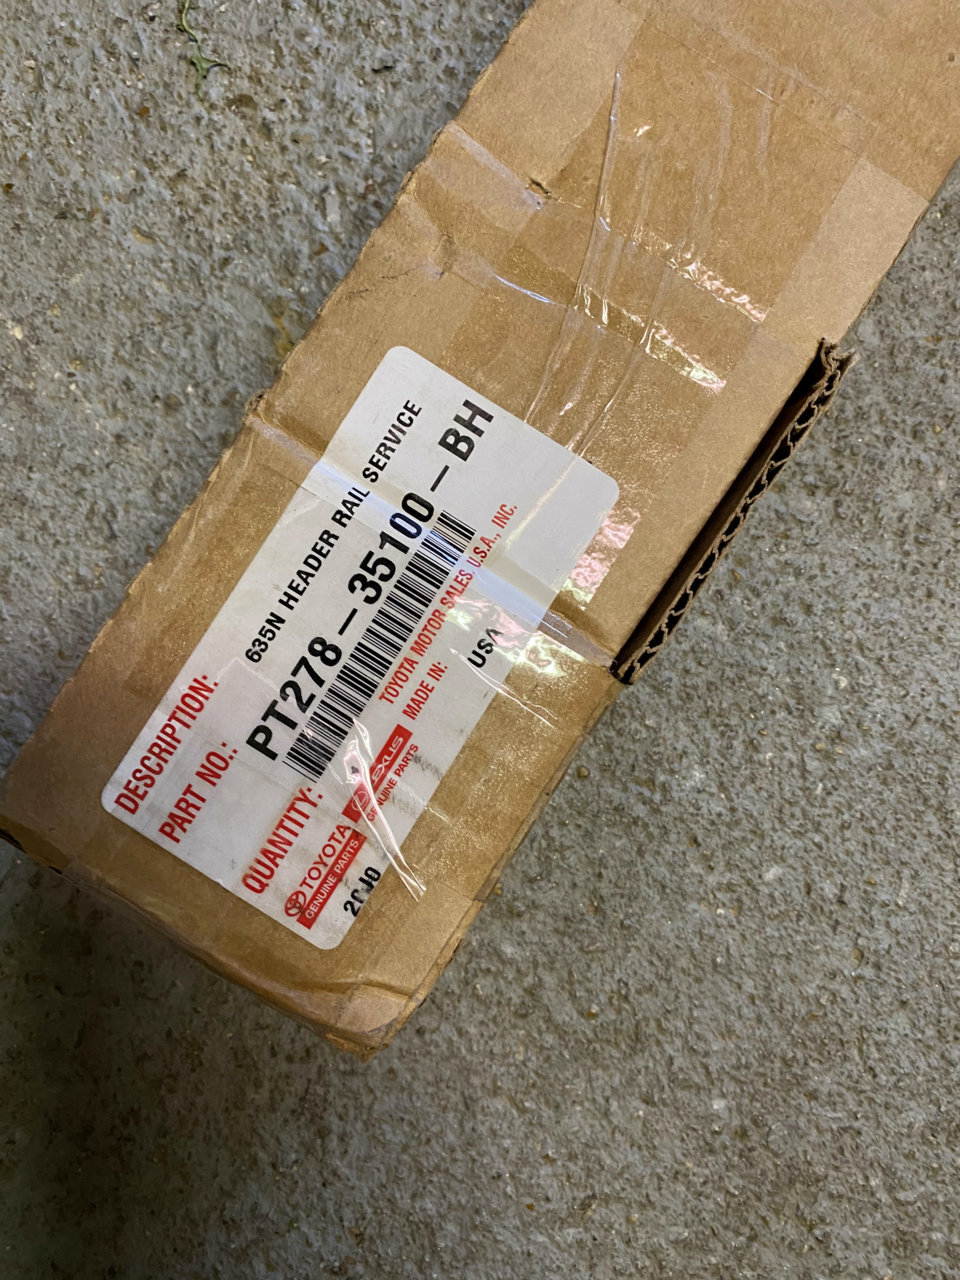 DESCRIPTION:
635N HEADER RAIL SERVICE
PART NO.:
PT278-35100-BH
QUANTITY:
TOYOTA MOTOR SALES, U.S.A., INC.
MADE IN:
USA
TOYOTA
GENUINE PARTS
LEXUS
GENUINE PARTS